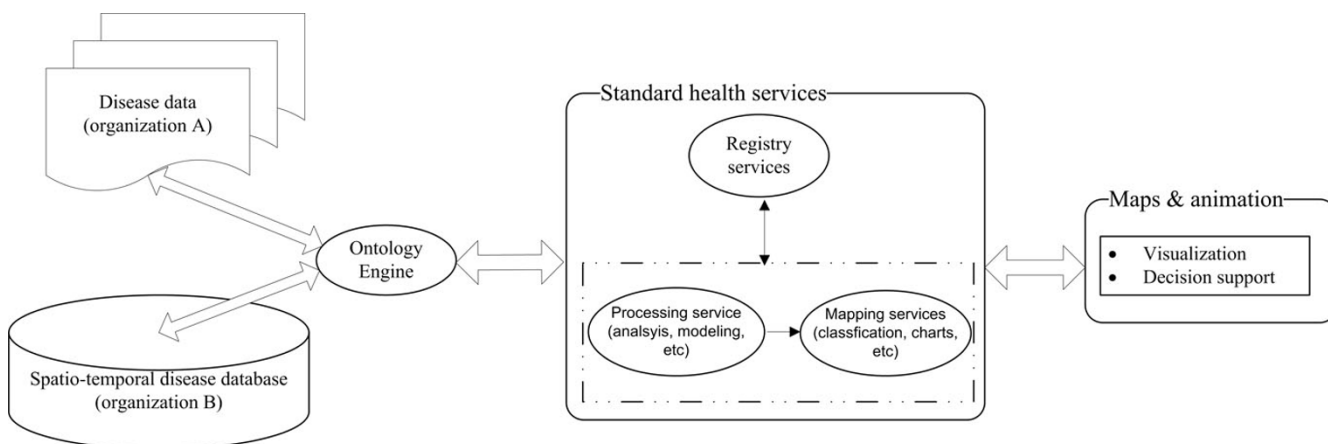 Disease data
(organization A)
Spatio-temporal disease database
(organization B)
Ontology
Engine
Standard health services
Registry
services
Processing service
(analsyis, modeling,
etc)
Mapping services
(classfication, charts,
etc)
Maps & animation
• Visualization
• Decision support